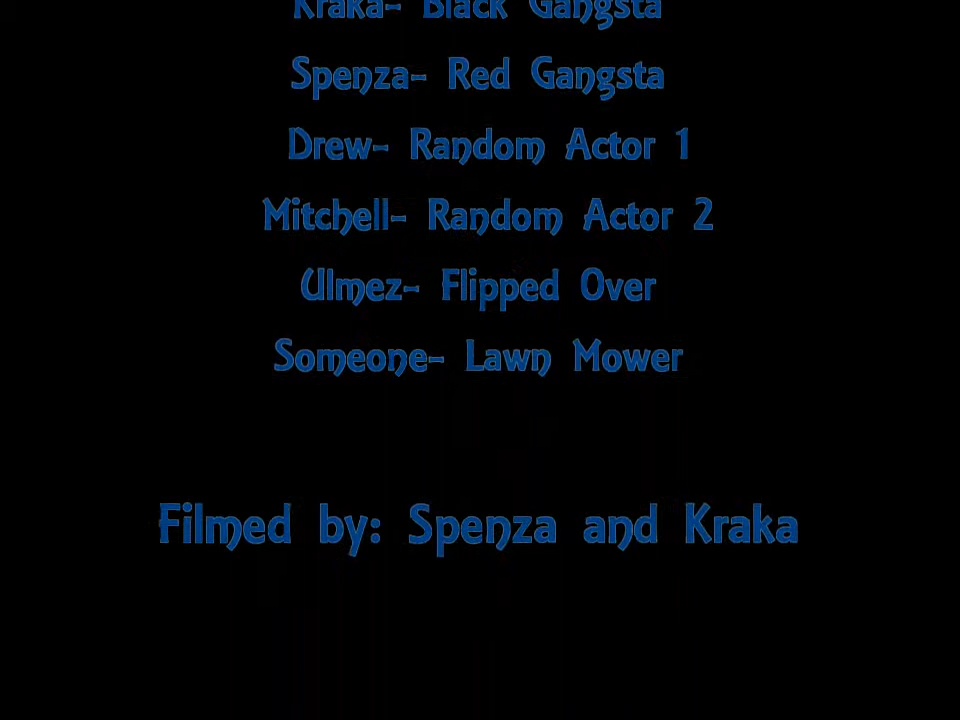 Kraka- Black Gangsta
Spenza- Red Gangsta
Drew- Random Actor 1
Mitchell- Random Actor 2
Ulmez- Flipped Over
Someone- Lawn Mower
Filmed by: Spenza and Kraka